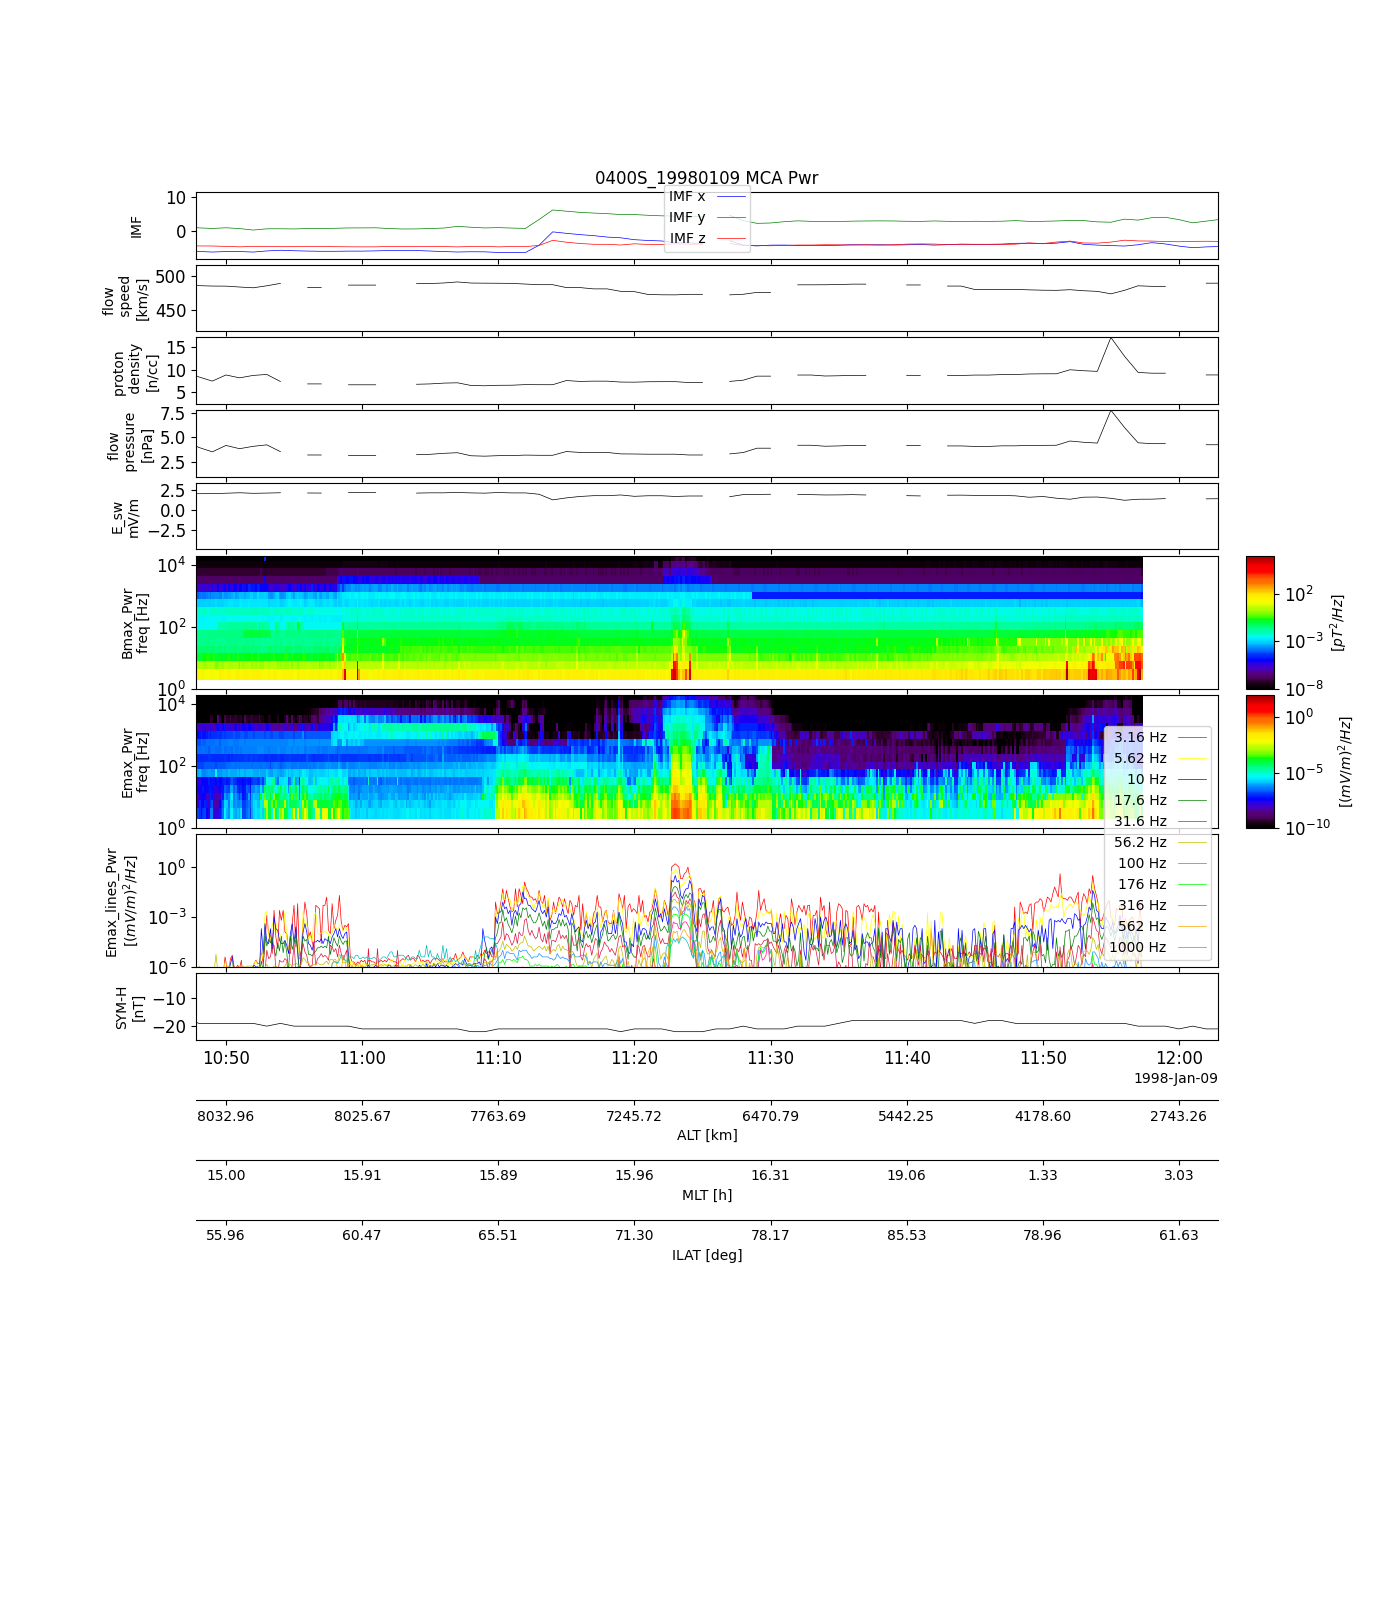 0400S_19980109 MCA Pwr
10
0
IMF
IMF x
IMF y
IMF z
500
450
flow
speed
[km/s]
15
10
5
proton
density
[n/cc]
7.5
5.0
2.5
flow
pressure
[nPa]
2.5
0.0
−2.5
E_sw
mV/m
10^4
10^2
10^0
Bmax_Pwr
freq [Hz]
10^2
10^−3
10^−8
[pT^2/Hz]
10^4
10^2
10^0
Emax_Pwr
freq [Hz]
10^0
10^−5
10^−10
[(mV/m)^2/Hz]
3.16 Hz
5.62 Hz
10 Hz
17.6 Hz
31.6 Hz
56.2 Hz
100 Hz
176 Hz
316 Hz
562 Hz
1000 Hz
10^0
10^−3
10^−6
Emax_lines_Pwr
[(mV/m)^2/Hz]
−10
−20
SYM-H
[nT]
10:50 11:00 11:10 11:20 11:30 11:40 11:50 12:00
1998-Jan-09
8032.96 8025.67 7763.69 7245.72 6470.79 5442.25 4178.60 2743.26
ALT [km]
15.00 15.91 15.89 15.96 16.31 19.06 1.33 3.03
MLT [h]
55.96 60.47 65.51 71.30 78.17 85.53 78.96 61.63
ILAT [deg]